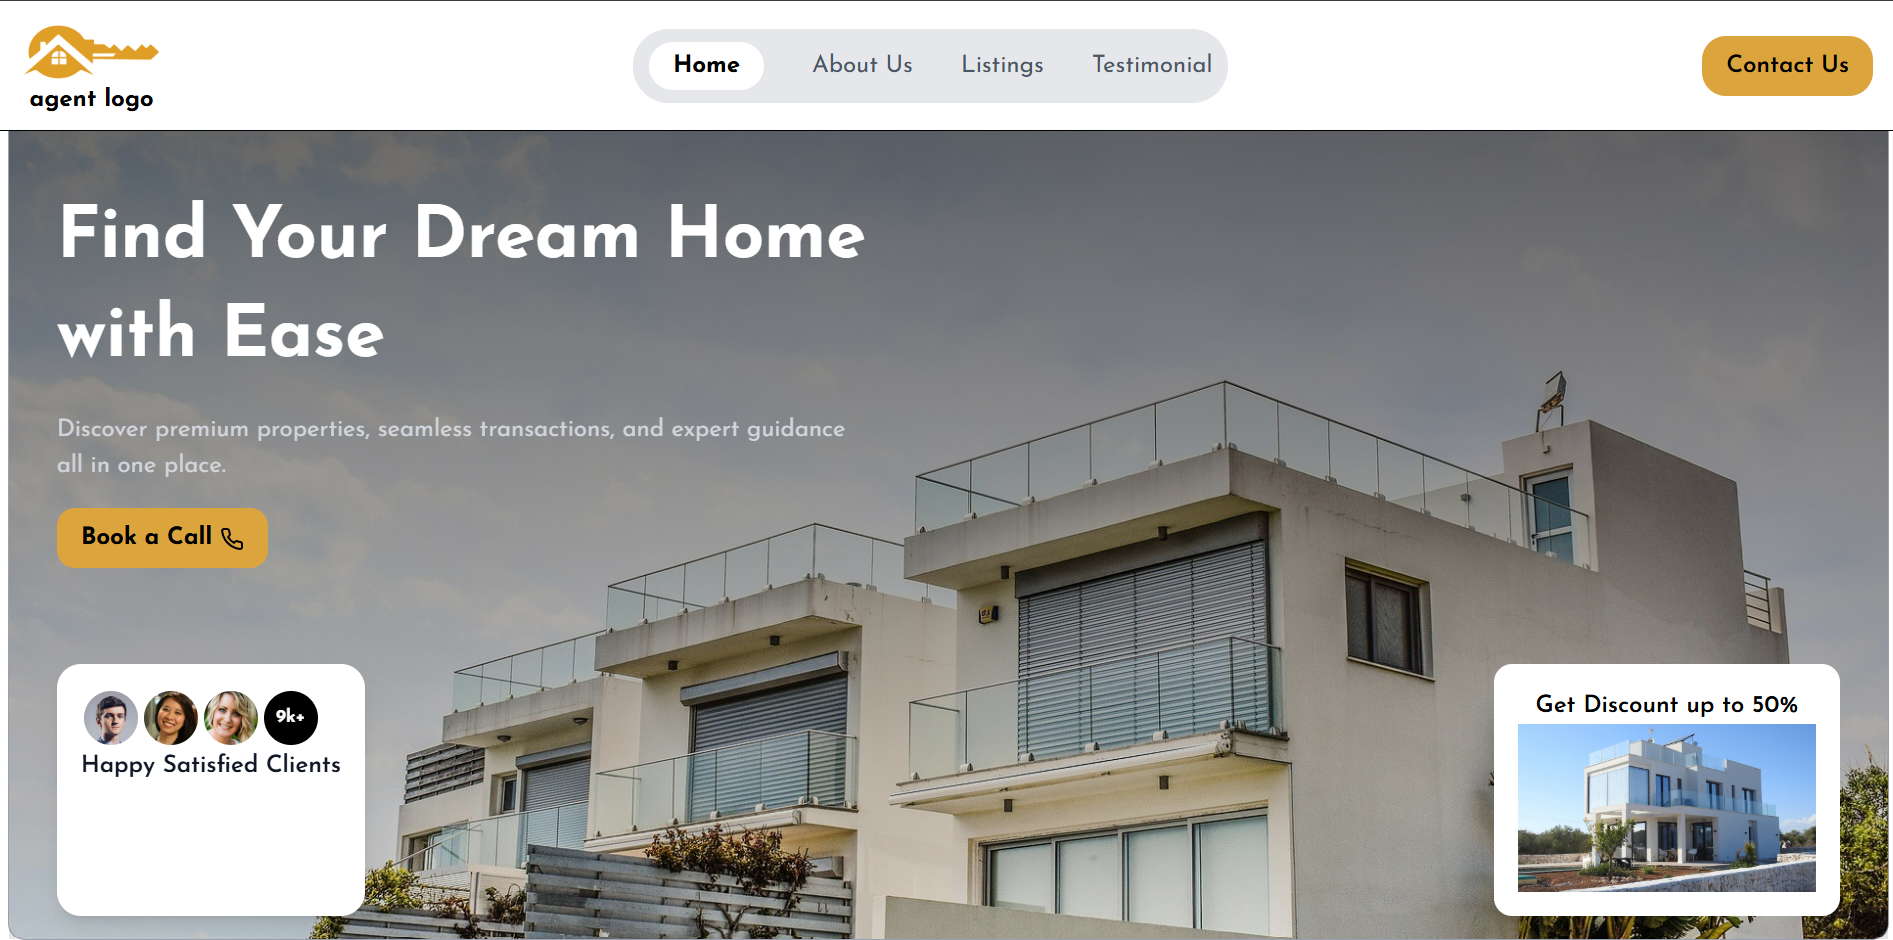 agent logo
Home
About Us
Listings
Testimonial
Contact Us
Find Your Dream Home
with Ease
Discover premium properties, seamless transactions, and expert guidance
all in one place.
Book a Call
9k+
Happy Satisfied Clients
Get Discount up to 50%